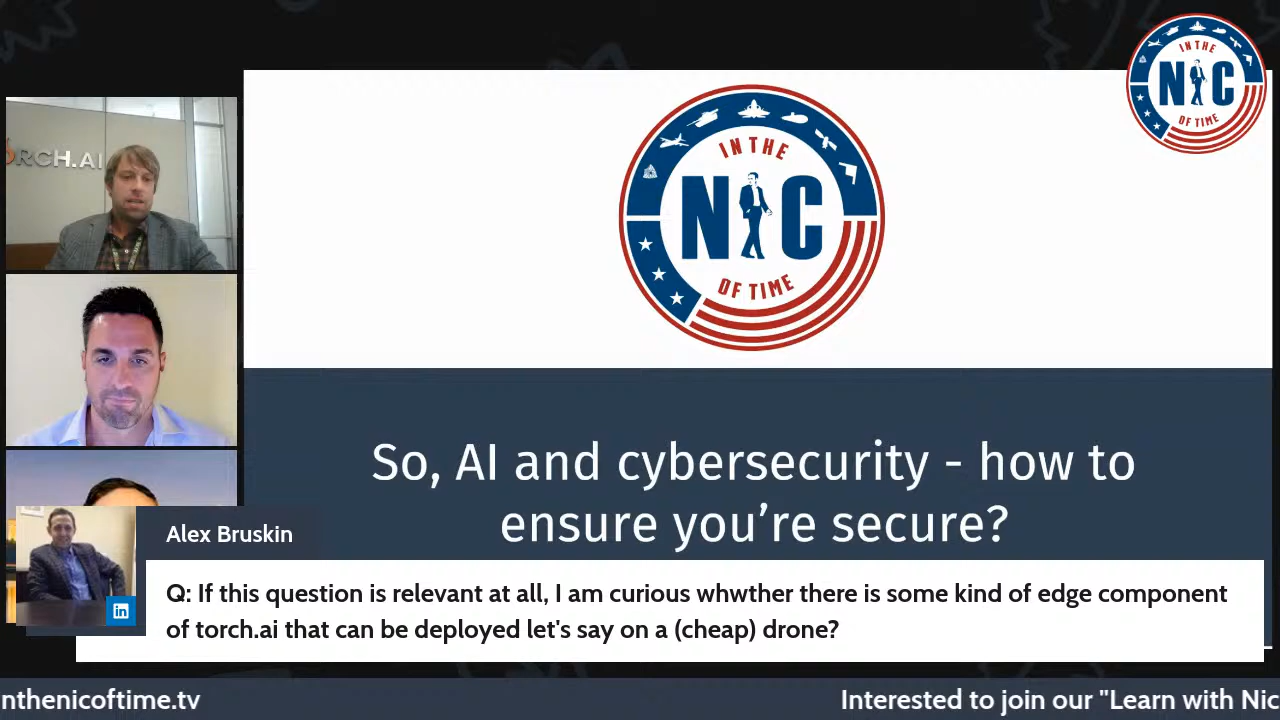 IN THE
NIC
OF TIME
ORCH.AI
IN THE
NIC
OF TIME
So, AI and cybersecurity - how to
ensure you’re secure?
Alex Bruskin
in
Q: If this question is relevant at all, I am curious whwther there is some kind of edge component
of torch.ai that can be deployed let's say on a (cheap) drone?
nthenicoftime.tv
Interested to join our "Learn with Nic